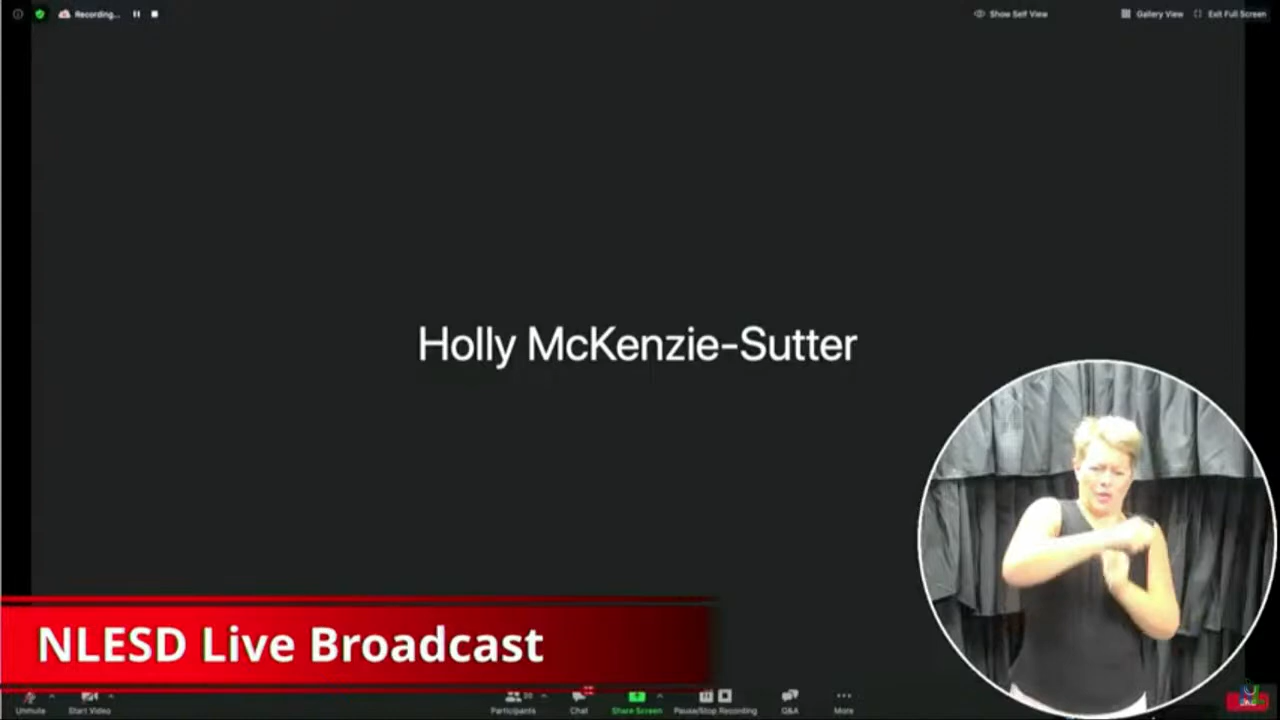 Recording...
Show Self View
Gallery View
Exit Full Screen
Holly McKenzie-Sutter
NLESD Live Broadcast
Unmute
Start Video
Participants
Chat
Share Screen
Pause/Stop Recording
Q&A
More